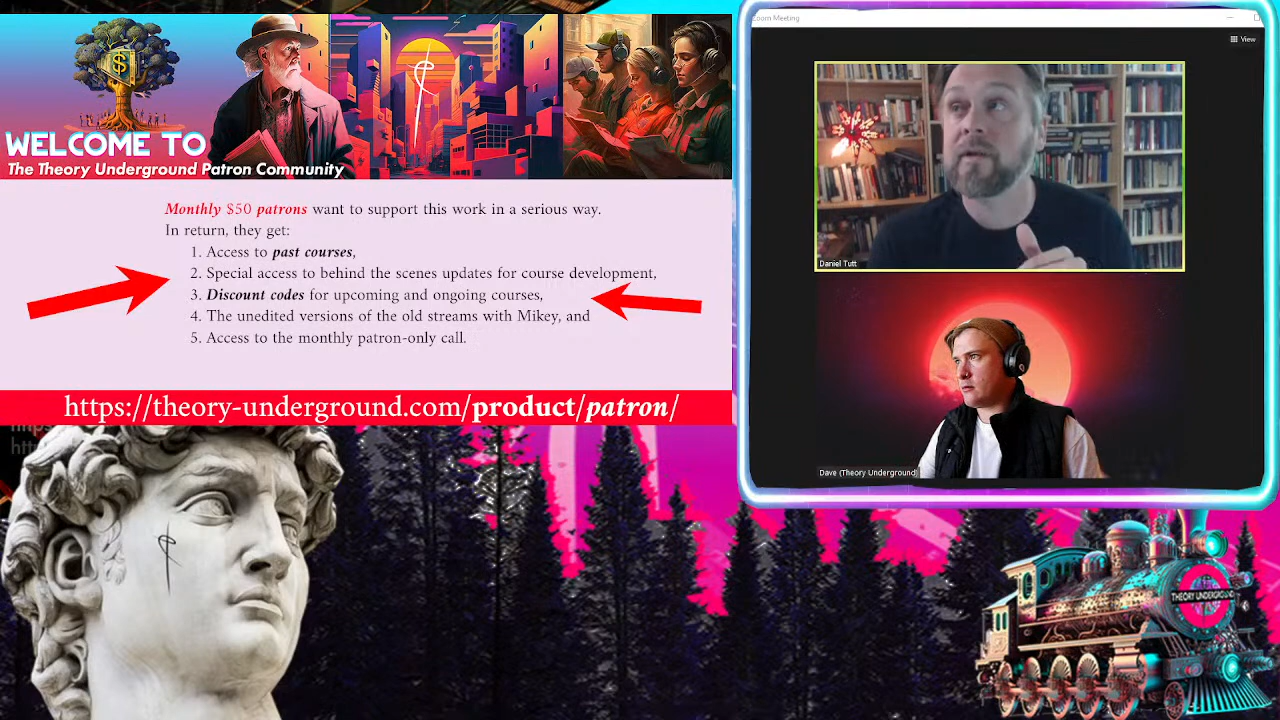 WELCOME TO
The Theory Underground Patron Community
Monthly $50 patrons want to support this work in a serious way.
In return, they get:
1. Access to past courses,
2. Special access to behind the scenes updates for course development,
3. Discount codes for upcoming and ongoing courses,
4. The unedited versions of the old streams with Mikey, and
5. Access to the monthly patron-only call.
https://theory-underground.com/product/patron/
Zoom Meeting
View
Daniel Tutt
Dave (Theory Underground)
THEORY UNDERGROUND